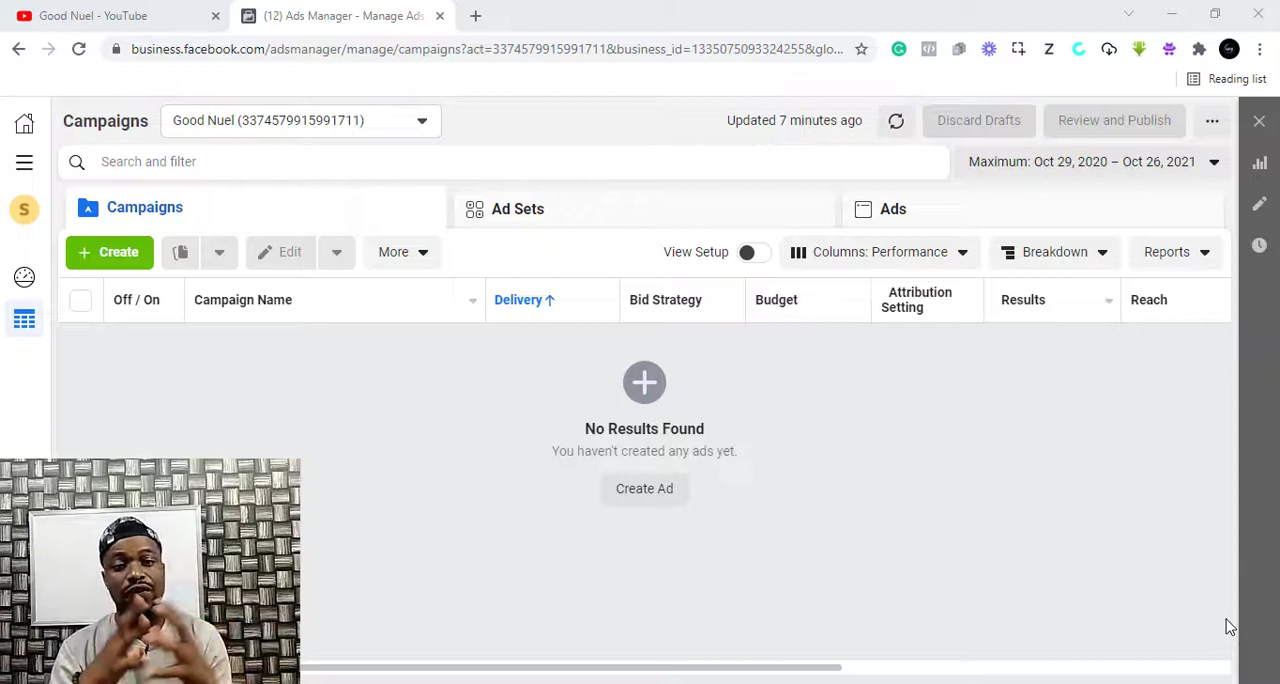 Good Nuel - YouTube
(12) Ads Manager - Manage Ads
business.facebook.com/adsmanager/manage/campaigns?act=3374579915991711&business_id=1335075093324255&glo...
Reading list
Campaigns
Good Nuel (3374579915991711)
Updated 7 minutes ago
Discard Drafts
Review and Publish
Search and filter
Maximum: Oct 29, 2020 – Oct 26, 2021
S
Campaigns
Ad Sets
Ads
+ Create
Edit
More
View Setup
Columns: Performance
Breakdown
Reports
Off / On
Campaign Name
Delivery ↑
Bid Strategy
Budget
Attribution
Setting
Results
Reach
No Results Found
You haven't created any ads yet.
Create Ad